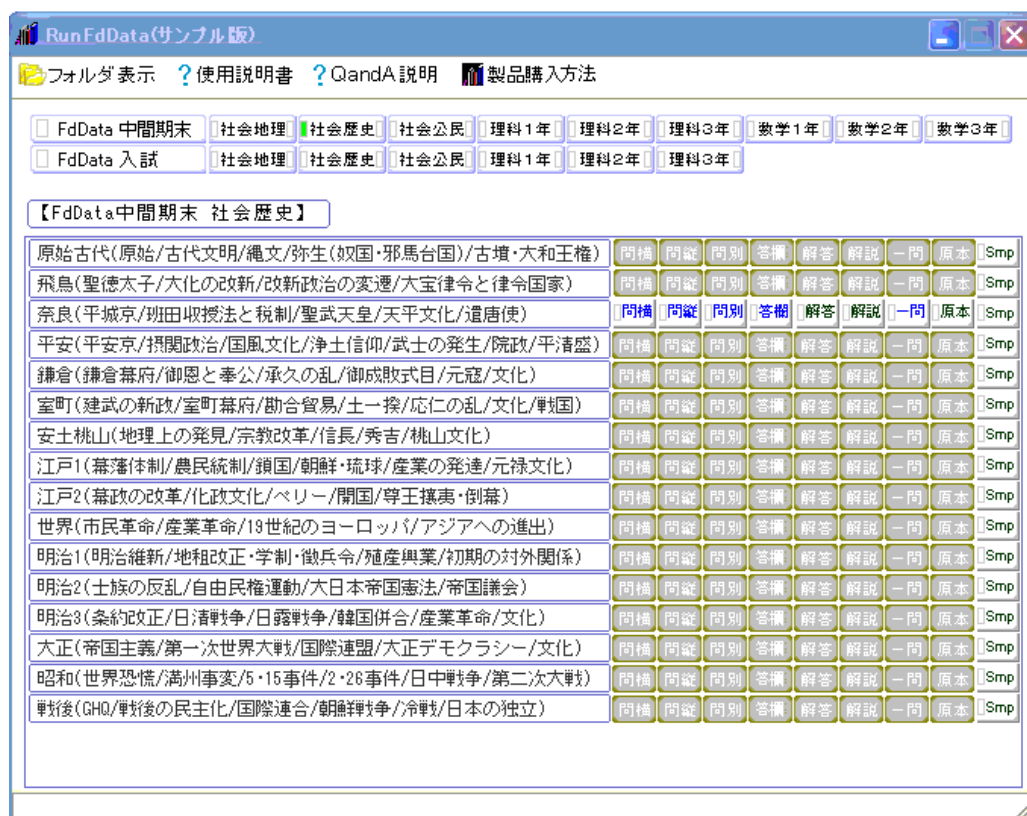 RunFdData(サンプル版)
フォルダ表示 ?使用説明書 ?QandA説明 製品購入方法
FdData 中間期末 社会地理 社会歴史 社会公民 理科1年 理科2年 理科3年 数学1年 数学2年 数学3年
FdData 入試 社会地理 社会歴史 社会公民 理科1年 理科2年 理科3年
【FdData中間期末 社会歴史】
原始古代(原始/古代文明/縄文/弥生(奴国・邪馬台国)/古墳・大和王権) 問横 問縦 問別 答欄 解答 解説 一問 原本 Smp
飛鳥(聖徳太子/大化の改新/改新政治の変遷/大宝律令と律令国家) 問横 問縦 問別 答欄 解答 解説 一問 原本 Smp
奈良(平城京/班田収授法と税制/聖武天皇/天平文化/遣唐使) 問横 問縦 問別 答欄 解答 解説 一問 原本 Smp
平安(平安京/摂関政治/国風文化/浄土信仰/武士の発生/院政/平清盛) 問横 問縦 問別 答欄 解答 解説 一問 原本 Smp
鎌倉(鎌倉幕府/御恩と奉公/承久の乱/御成敗式目/元寇/文化) 問横 問縦 問別 答欄 解答 解説 一問 原本 Smp
室町(建武の新政/室町幕府/勘合貿易/土一揆/応仁の乱/文化/戦国) 問横 問縦 問別 答欄 解答 解説 一問 原本 Smp
安土桃山(地理上の発見/宗教改革/信長/秀吉/桃山文化) 問横 問縦 問別 答欄 解答 解説 一問 原本 Smp
江戸1(幕藩体制/農民統制/鎖国/朝鮮・琉球/産業の発達/元禄文化) 問横 問縦 問別 答欄 解答 解説 一問 原本 Smp
江戸2(幕政の改革/化政文化/ペリー/開国/尊王攘夷・倒幕) 問横 問縦 問別 答欄 解答 解説 一問 原本 Smp
世界(市民革命/産業革命/19世紀のヨーロッパ/アジアへの進出) 問横 問縦 問別 答欄 解答 解説 一問 原本 Smp
明治1(明治維新/地租改正・学制・徴兵令/殖産興業/初期の対外関係) 問横 問縦 問別 答欄 解答 解説 一問 原本 Smp
明治2(士族の反乱/自由民権運動/大日本帝国憲法/帝国議会) 問横 問縦 問別 答欄 解答 解説 一問 原本 Smp
明治3(条約改正/日清戦争/日露戦争/韓国併合/産業革命/文化) 問横 問縦 問別 答欄 解答 解説 一問 原本 Smp
大正(帝国主義/第一次世界大戦/国際連盟/大正デモクラシー/文化) 問横 問縦 問別 答欄 解答 解説 一問 原本 Smp
昭和(世界恐慌/満州事変/5・15事件/2・26事件/日中戦争/第二次大戦) 問横 問縦 問別 答欄 解答 解説 一問 原本 Smp
戦後(GHQ/戦後の民主化/国際連合/朝鮮戦争/冷戦/日本の独立) 問横 問縦 問別 答欄 解答 解説 一問 原本 Smp